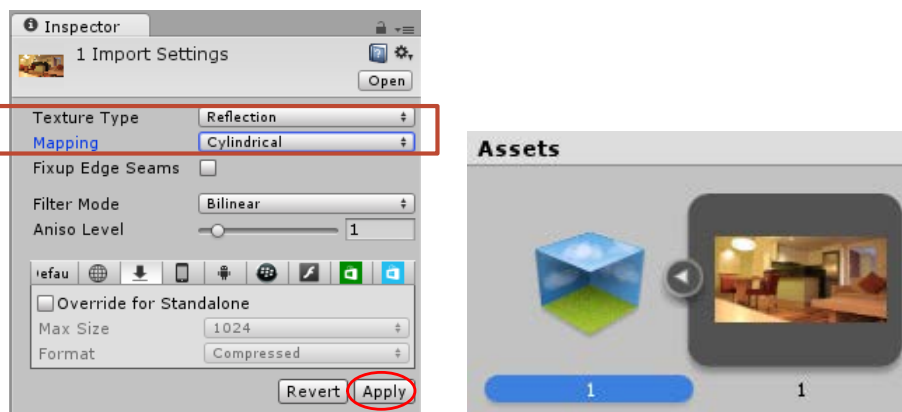 Inspector
1 Import Settings
Open
Texture Type Reflection
Mapping Cylindrical
Fixup Edge Seams
Filter Mode Bilinear
Aniso Level 1
efau
Override for Standalone
Max Size 1024
Format Compressed
Revert Apply
Assets
1 1